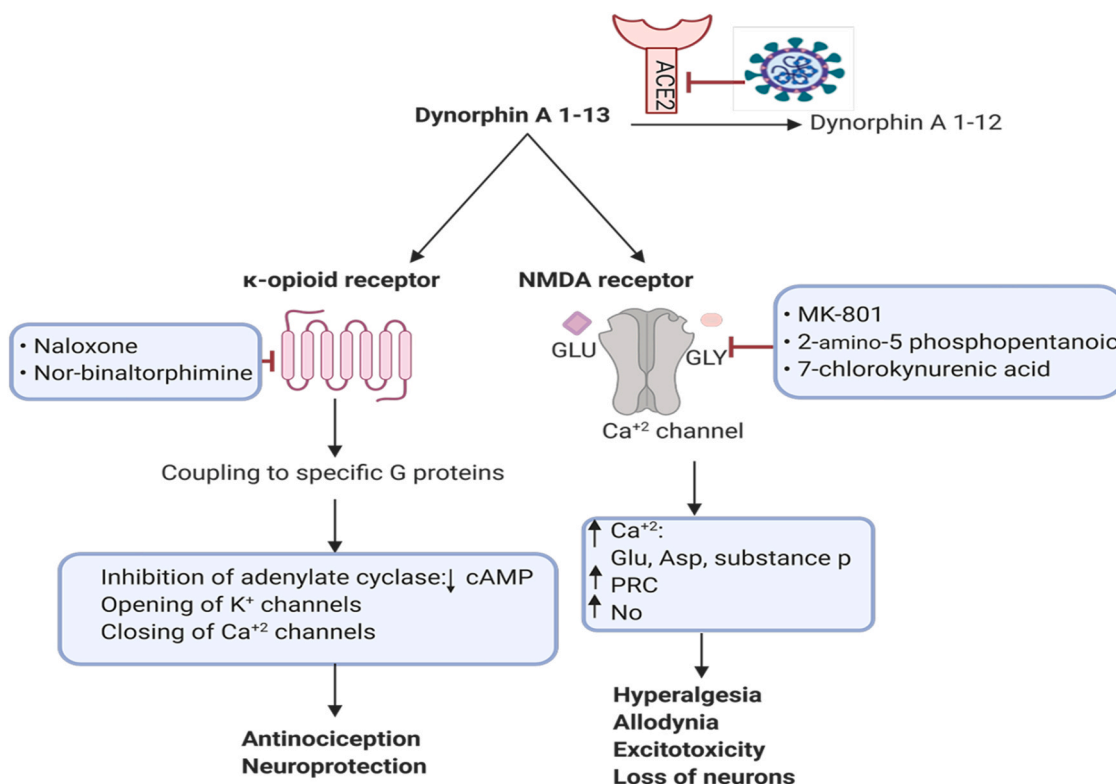 ACE2
Dynorphin A 1-13
Dynorphin A 1-12
κ-opioid receptor
NMDA receptor
• Naloxone
• Nor-binaltorphimine
GLU
GLY
• MK-801
• 2-amino-5 phosphopentanoic
• 7-chlorokynurenic acid
Ca⁺² channel
Coupling to specific G proteins
Inhibition of adenylate cyclase:↓ cAMP
Opening of K⁺ channels
Closing of Ca⁺² channels
↑ Ca⁺²:
Glu, Asp, substance p
↑ PRC
↑ No
Antinociception
Neuroprotection
Hyperalgesia
Allodynia
Excitotoxicity
Loss of neurons